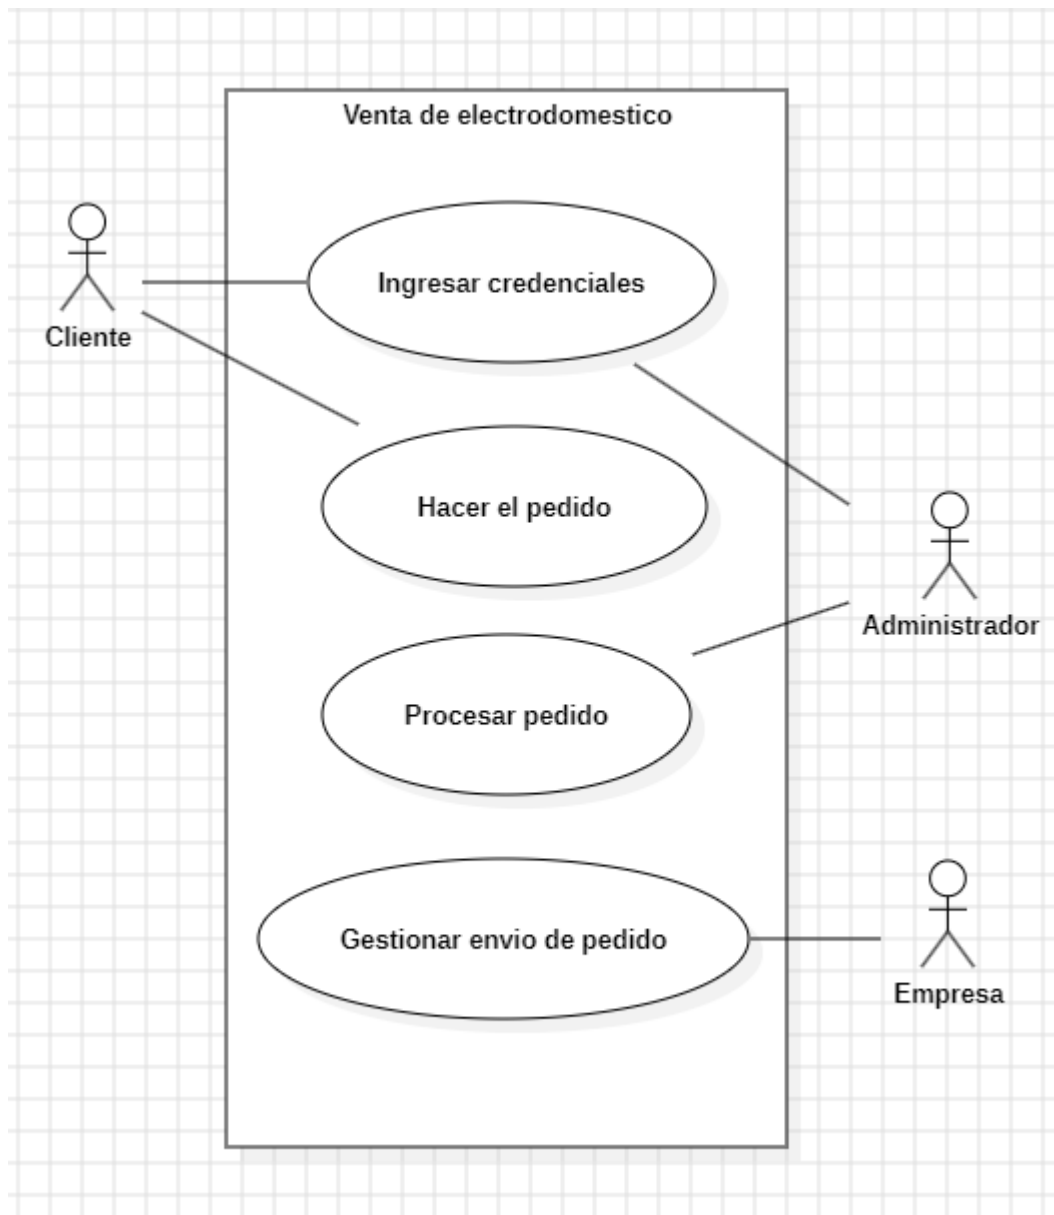 Venta de electrodomestico
Ingresar credenciales
Cliente
Hacer el pedido
Administrador
Procesar pedido
Gestionar envio de pedido
Empresa